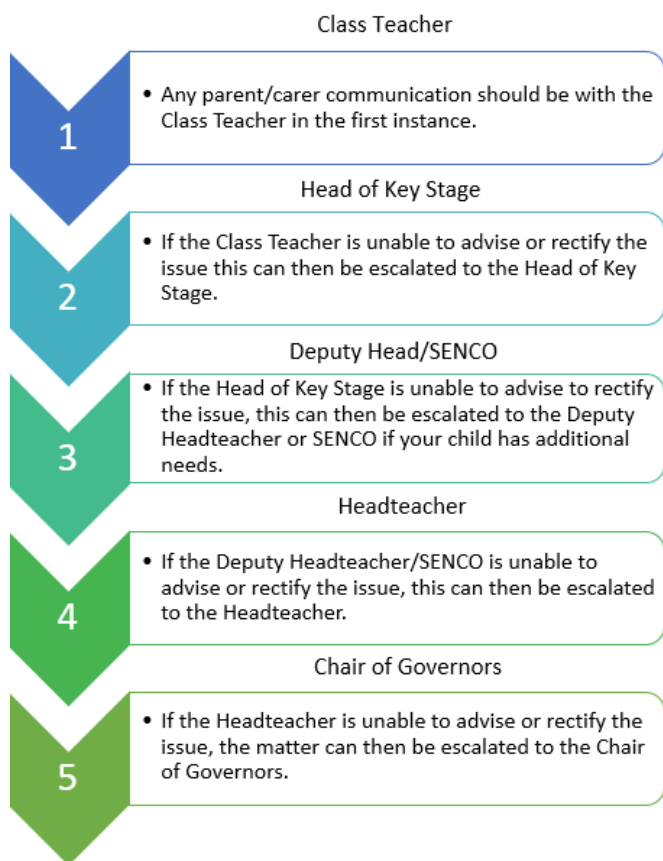 Class Teacher
1
• Any parent/carer communication should be with the
Class Teacher in the first instance.
Head of Key Stage
2
• If the Class Teacher is unable to advise or rectify the
issue this can then be escalated to the Head of Key
Stage.
Deputy Head/SENCO
3
• If the Head of Key Stage is unable to advise to rectify
the issue, this can then be escalated to the Deputy
Headteacher or SENCO if your child has additional
needs.
Headteacher
4
• If the Deputy Headteacher/SENCO is unable to
advise or rectify the issue, this can then be escalated
to the Headteacher.
Chair of Governors
5
• If the Headteacher is unable to advise or rectify the
issue, the matter can then be escalated to the Chair
of Governors.